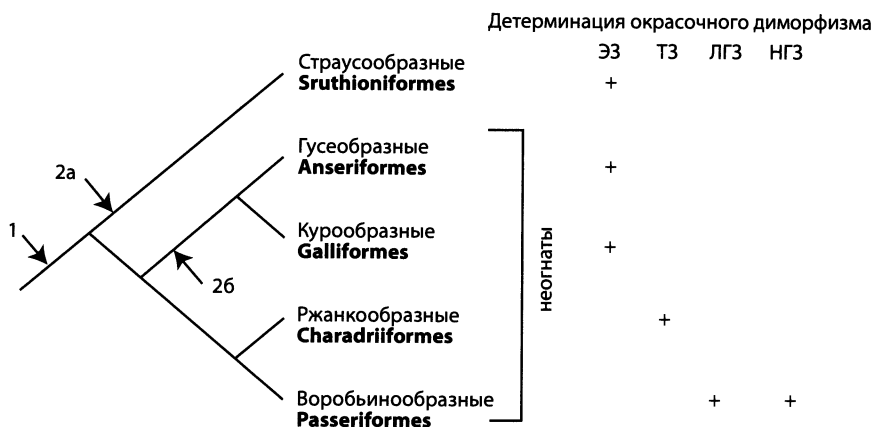 Детерминация окрасочного диморфизма
ЭЗ ТЗ ЛГЗ НГЗ
Страусообразные
Sruthioniformes +
Гусеобразные
Anseriformes +
2а
1
Курообразные
Galliformes +
2б
неогнаты
Ржанкообразные
Charadriiformes +
Воробьинообразные + +
Passeriformes